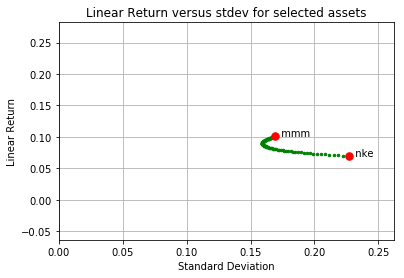 Linear Return versus stdev for selected assets
Linear Return
0.25
0.20
0.15
0.10
0.05
0.00
−0.05
mmm
nke
0.00 0.05 0.10 0.15 0.20 0.25
Standard Deviation